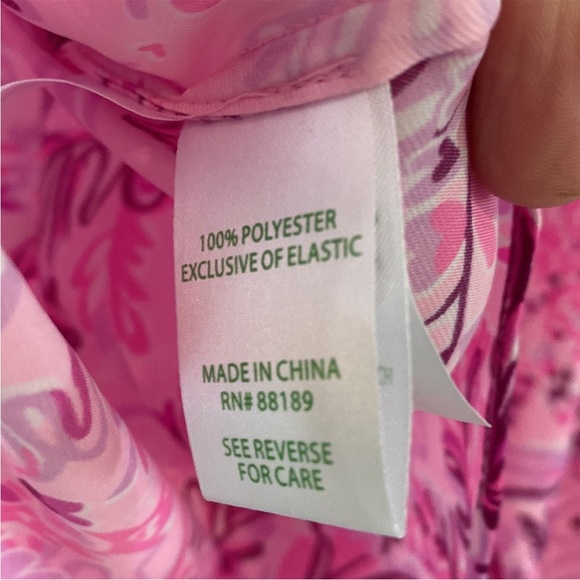 100% POLYESTER
EXCLUSIVE OF ELASTIC
MADE IN CHINA
RN# 88189
SEE REVERSE
FOR CARE